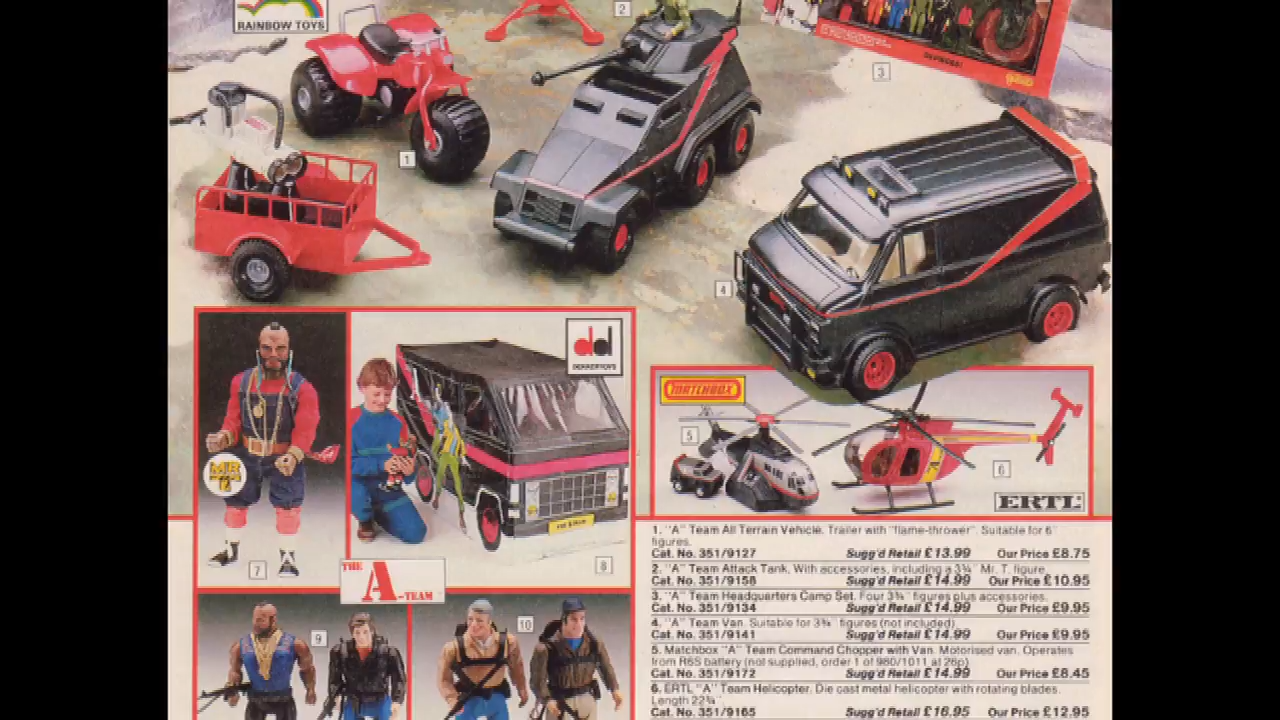 RAINBOW TOYS
2
3
1
4
MATCHBOX
5
6
ERTL
dd
DEKKERTOYS
MR
T
7
8
THE
A-TEAM
9
10
1. "A" Team All Terrain Vehicle. Trailer with "flame-thrower". Suitable for 6"
figures.
Cat. No. 351/9127 Sugg'd Retail £13.99 Our Price £8.75
2. "A" Team Attack Tank. With accessories, including a 3¾" Mr. T. figure.
Cat. No. 351/9158 Sugg'd Retail £14.99 Our Price £10.95
3. "A" Team Headquarters Camp Set. Four 3¾" figures plus accessories.
Cat. No. 351/9134 Sugg'd Retail £14.99 Our Price £9.95
4. "A" Team Van. Suitable for 3¾" figures (not included).
Cat. No. 351/9141 Sugg'd Retail £14.99 Our Price £9.95
5. Matchbox "A" Team Command Chopper with Van. Motorised van. Operates
from R6S battery (not supplied, order 1 of 980/1011 at 28p)
Cat. No. 351/9172 Sugg'd Retail £14.99 Our Price £8.45
6. ERTL "A" Team Helicopter. Die cast metal helicopter with rotating blades.
Length 22¾"
Cat. No. 351/9165 Sugg'd Retail £16.95 Our Price £12.95